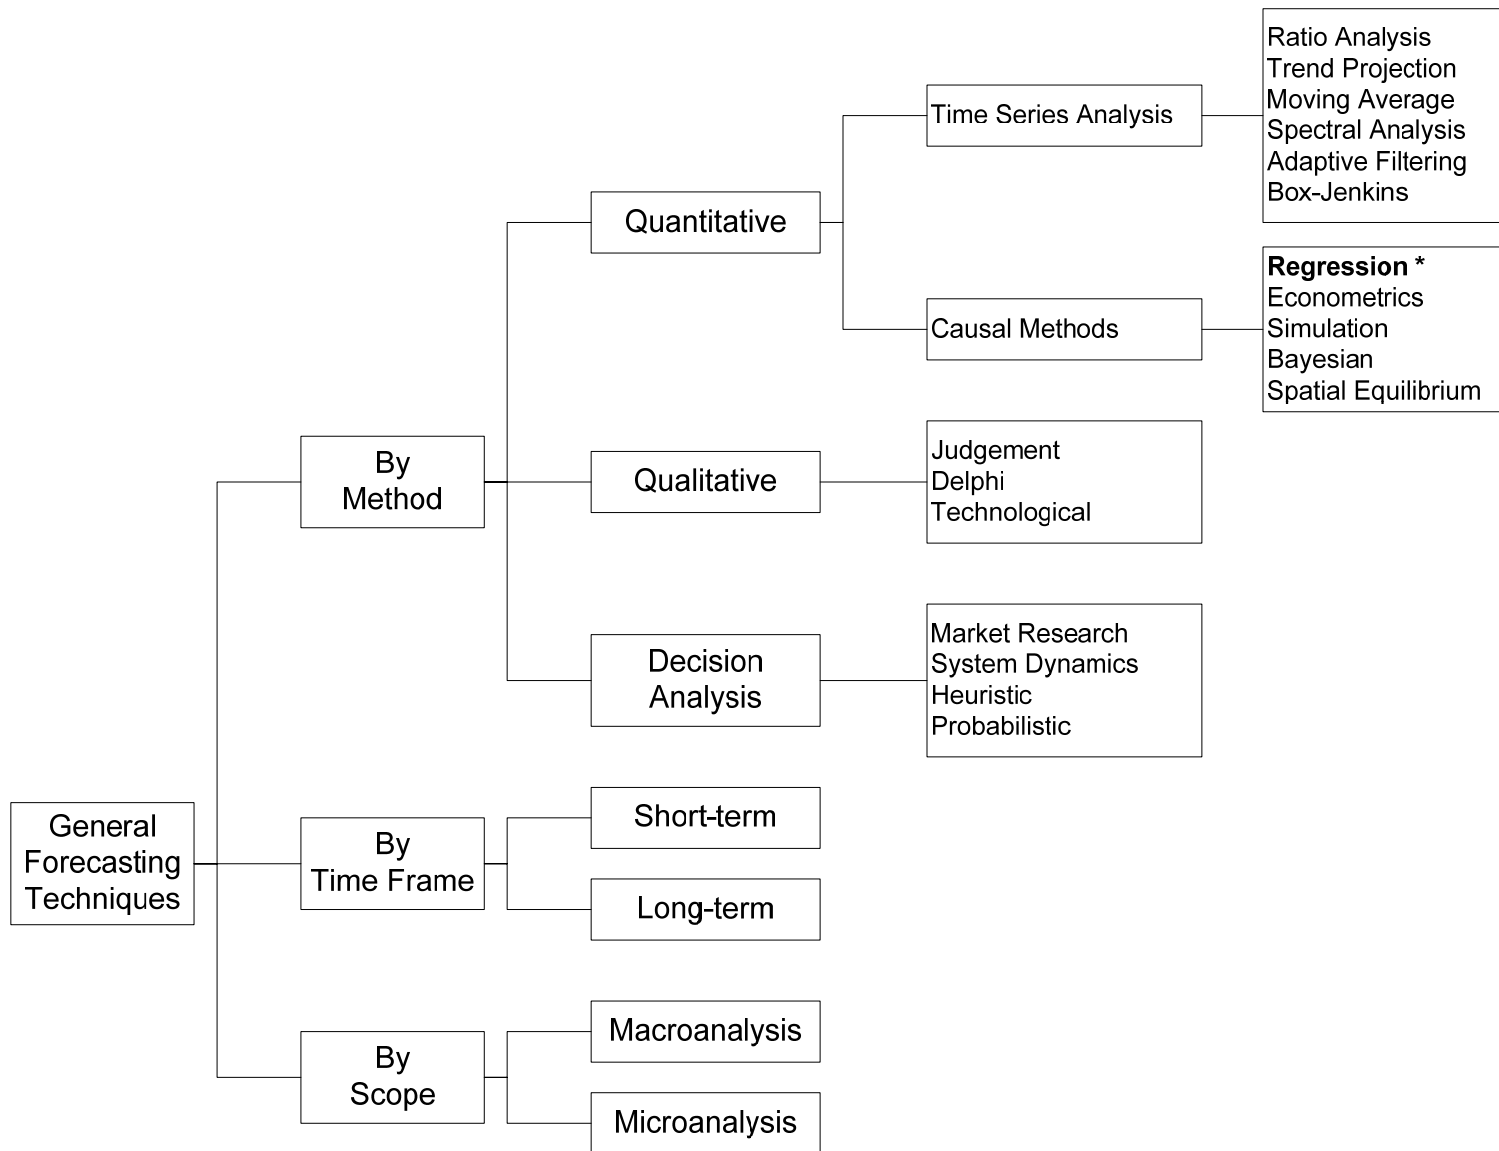 Ratio Analysis
Trend Projection
Moving Average
Spectral Analysis
Adaptive Filtering
Box-Jenkins
Time Series Analysis
Quantitative
Regression *
Econometrics
Simulation
Bayesian
Spatial Equilibrium
Causal Methods
By
Method
Qualitative
Judgement
Delphi
Technological
Decision
Analysis
Market Research
System Dynamics
Heuristic
Probabilistic
General
Forecasting
Techniques
By
Time Frame
Short-term
Long-term
By
Scope
Macroanalysis
Microanalysis